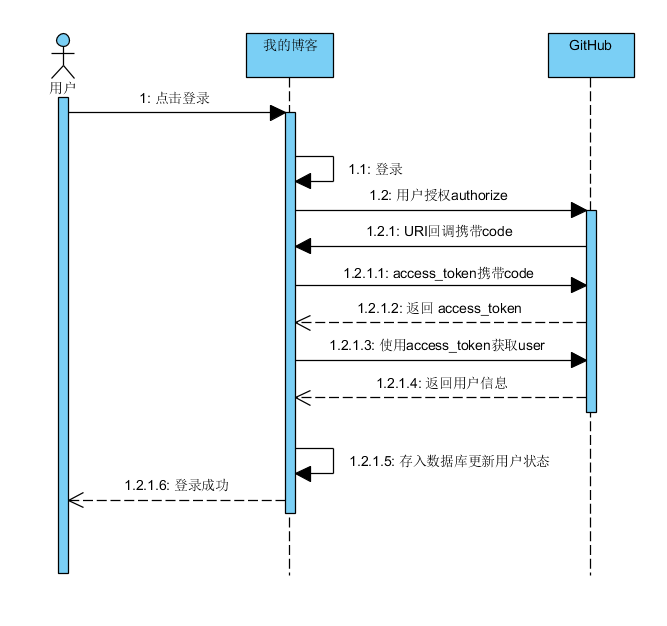 我的博客
GitHub
用户
1: 点击登录
1.1: 登录
1.2: 用户授权authorize
1.2.1: URI回调携带code
1.2.1.1: access_token携带code
1.2.1.2: 返回 access_token
1.2.1.3: 使用access_token获取user
1.2.1.4: 返回用户信息
1.2.1.5: 存入数据库更新用户状态
1.2.1.6: 登录成功